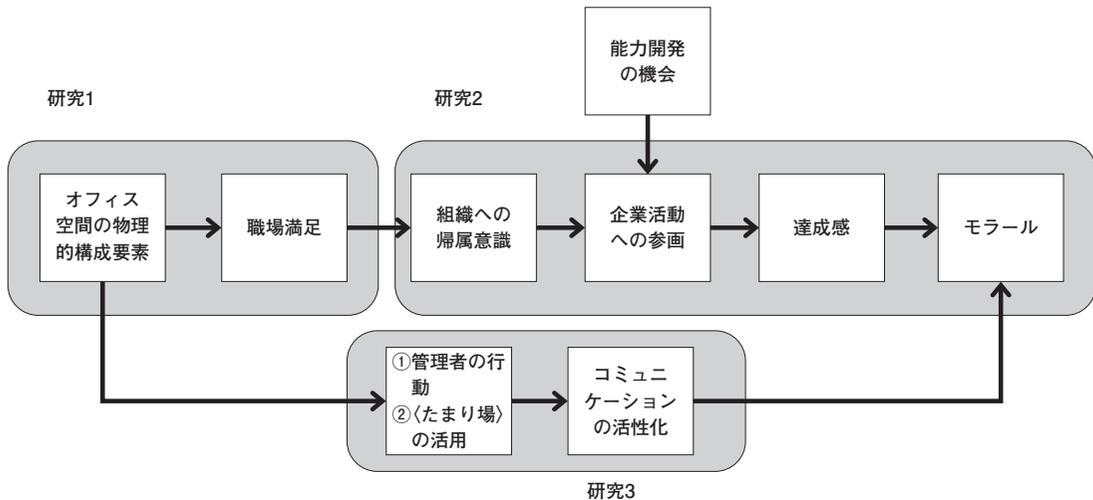 能力開発
の機会
研究1
研究2
オフィス
空間の物理
的構成要素
職場満足
組織への
帰属意識
企業活動
への参画
達成感
モラール
①管理者の行
動
②〈たまり場〉
の活用
コミュニ
ケーション
の活性化
研究3